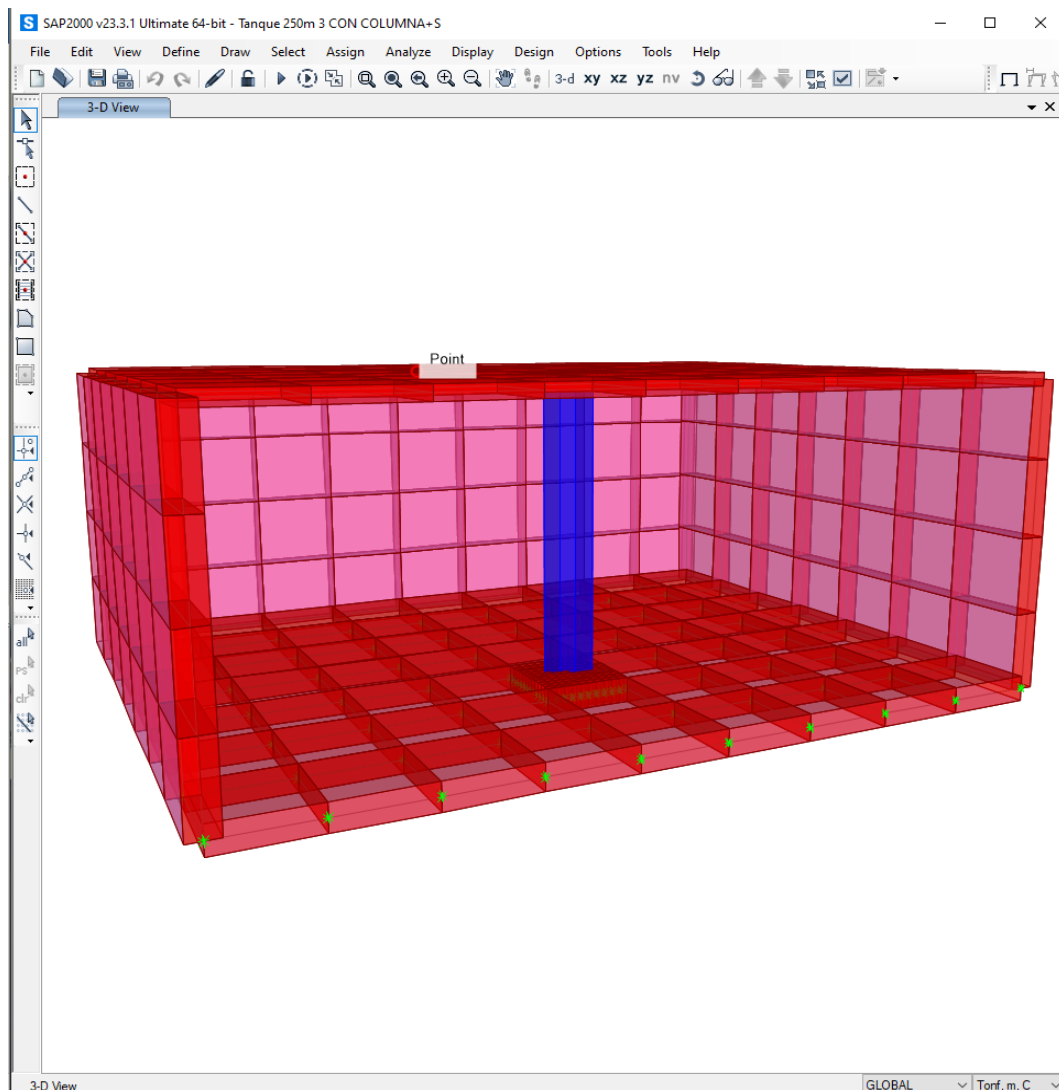 S SAP2000 v23.3.1 Ultimate 64-bit - Tanque 250m 3 CON COLUMNA+S
File Edit View Define Draw Select Assign Analyze Display Design Options Tools Help
3-d xy xz yz nv
3-D View
Point
all
ps
clr
3-D View GLOBAL Tonf, m, C